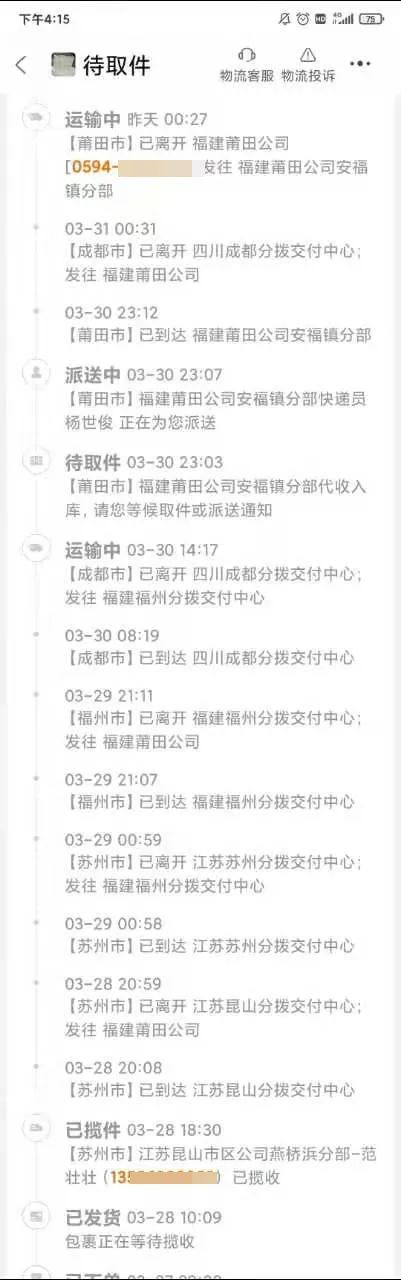 下午4:15
HD
4G
75
待取件
物流客服 物流投诉
运输中 昨天 00:27
【莆田市】已离开 福建莆田公司
[0594- 发往 福建莆田公司安福
镇分部
03-31 00:31
【成都市】已离开 四川成都分拨交付中心；
发往 福建莆田公司
03-30 23:12
【莆田市】已到达 福建莆田公司安福镇分部
派送中 03-30 23:07
【莆田市】福建莆田公司安福镇分部快递员
杨世俊 正在为您派送
待取件 03-30 23:03
【莆田市】福建莆田公司安福镇分部代收入
库，请您等候取件或派送通知
运输中 03-30 14:17
【成都市】已离开 四川成都分拨交付中心；
发往 福建福州分拨交付中心
03-30 08:19
【成都市】已到达 四川成都分拨交付中心
03-29 21:11
【福州市】已离开 福建福州分拨交付中心；
发往 福建莆田公司
03-29 21:07
【福州市】已到达 福建福州分拨交付中心
03-29 00:59
【苏州市】已离开 江苏苏州分拨交付中心；
发往 福建福州分拨交付中心
03-29 00:58
【苏州市】已到达 江苏苏州分拨交付中心
03-28 20:59
【苏州市】已离开 江苏昆山分拨交付中心；
发往 福建莆田公司
03-28 20:08
【苏州市】已到达 江苏昆山分拨交付中心
已揽件 03-28 18:30
【苏州市】江苏昆山市区公司燕桥浜分部-范
壮壮（13 ）已揽收
已发货 03-28 10:09
包裹正在等待揽收